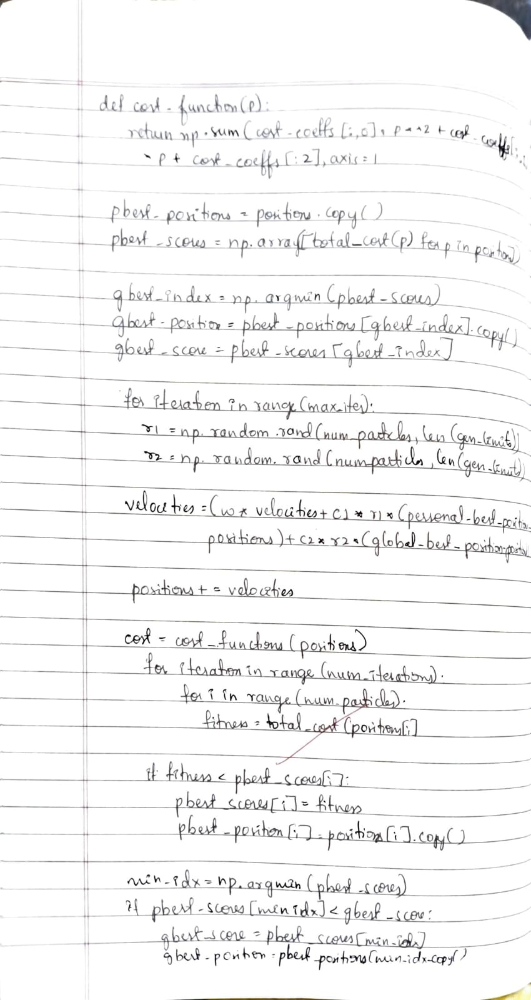 def cost-function(p):
return np.sum(cost-coeffs[:,0]* p**2 + cost-coeffs[:,
* p + cost-coeffs[:2], axis=1
pbest-positions = positions.copy()
pbest-scores = np.array[total-cost(p) for p in position])
gbest-index = np.argmin(pbest-scores)
gbest-position = pbest-positions[gbest-index].copy()
gbest-score = pbest-scores[gbest-index]
for iteration in range(max-iter):
r1 = np.random.rand(num-particles, len(gen-limits))
r2 = np.random.rand(numparticles, len(gen-limits)
velocities = (w* velocities + c1 * r1 * (personal-best-position-
positions) + c2 * r2 * (global-best-position-position
positions + = velocities
cost = cost-functions(positions)
for iteration in range(num-iterations).
for i in range(num-particles).
fitness = total-cost(positions[i]
if fitness < pbest-scores[i]:
pbest scores[i] = fitness
pbest-position[i] = positions[i].copy()
min-idx = np.argmin(pbest-scores)
if pbest-scores[min idx] < gbest-score:
gbest-score = pbest scores[min-idx]
gbest-position = pbest positions[min-idx-copy()